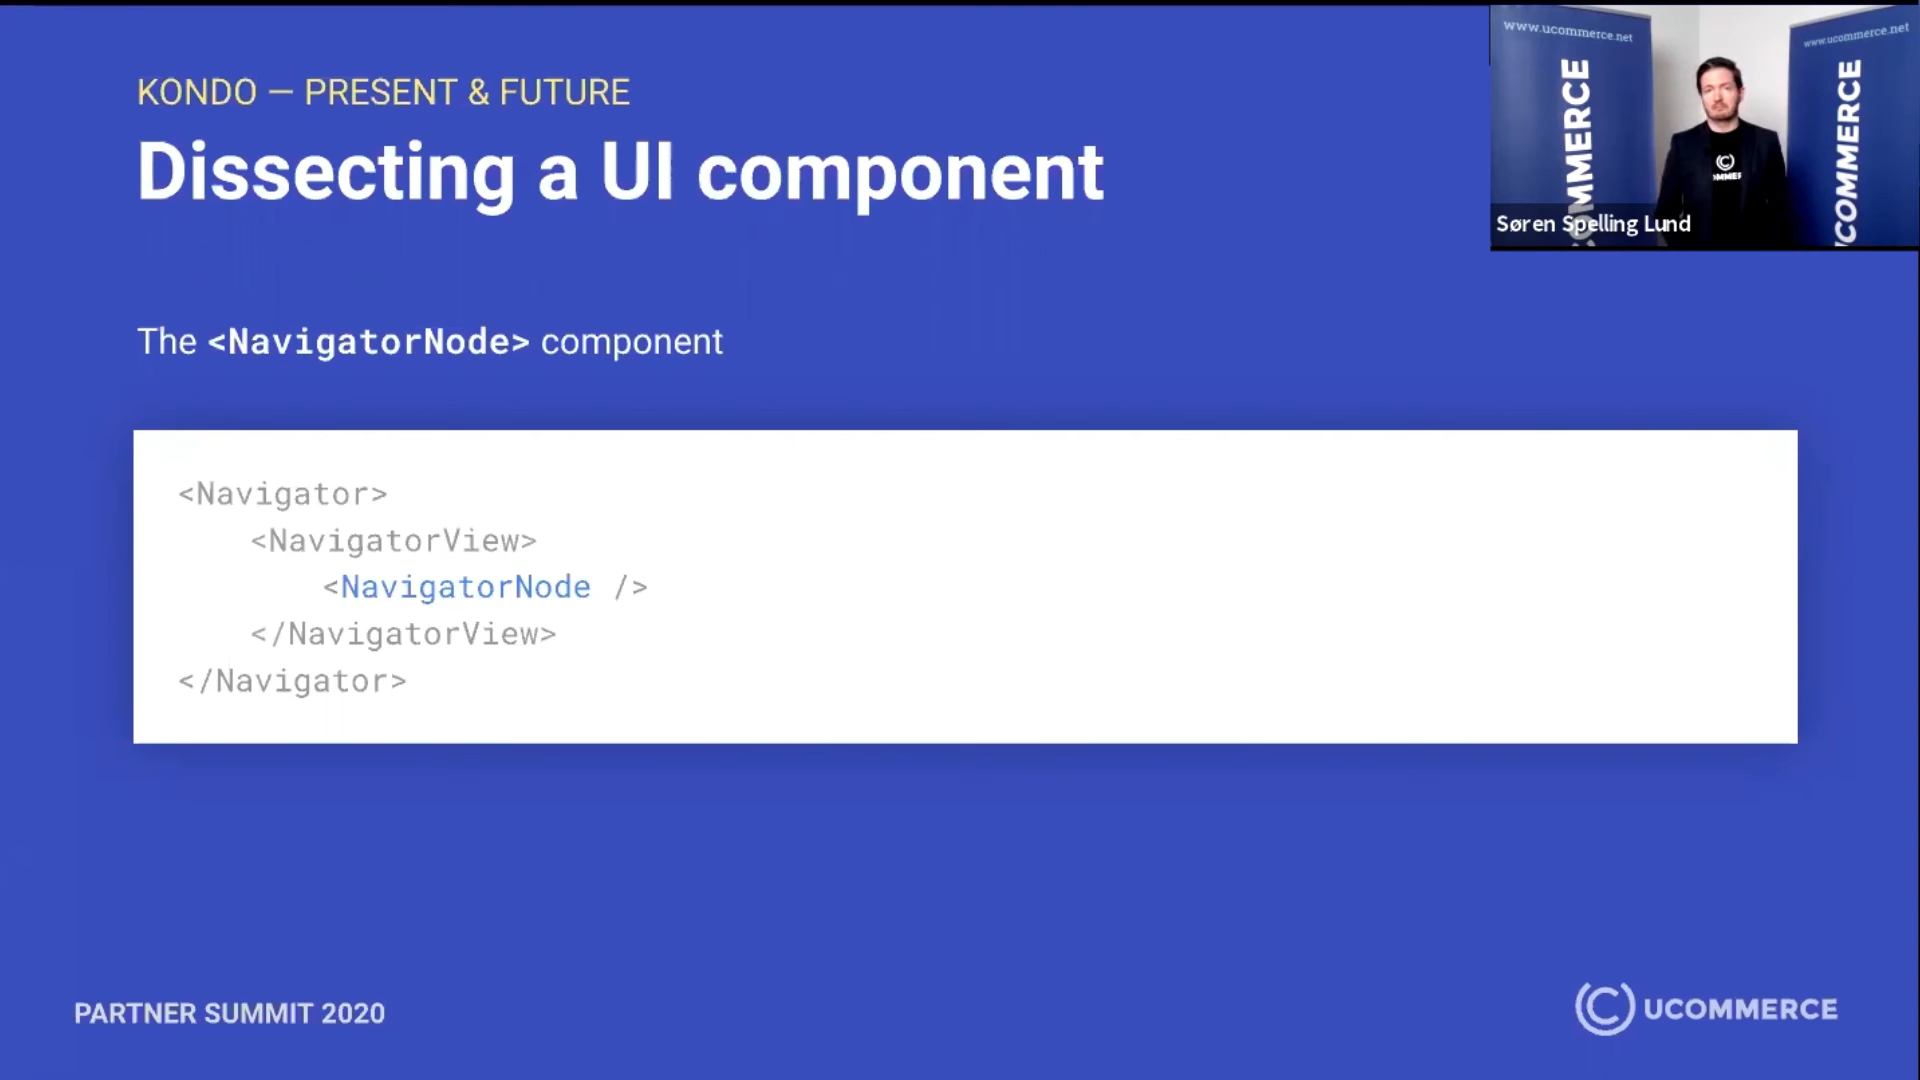 KONDO — PRESENT & FUTURE
Dissecting a UI component
The <NavigatorNode> component
<Navigator>
<NavigatorView>
<NavigatorNode />
</NavigatorView>
</Navigator>
PARTNER SUMMIT 2020
UCOMMERCE
www.ucommerce.net
COMMERCE
www.ucommerce.net
COMMERCE
Søren Spelling Lund